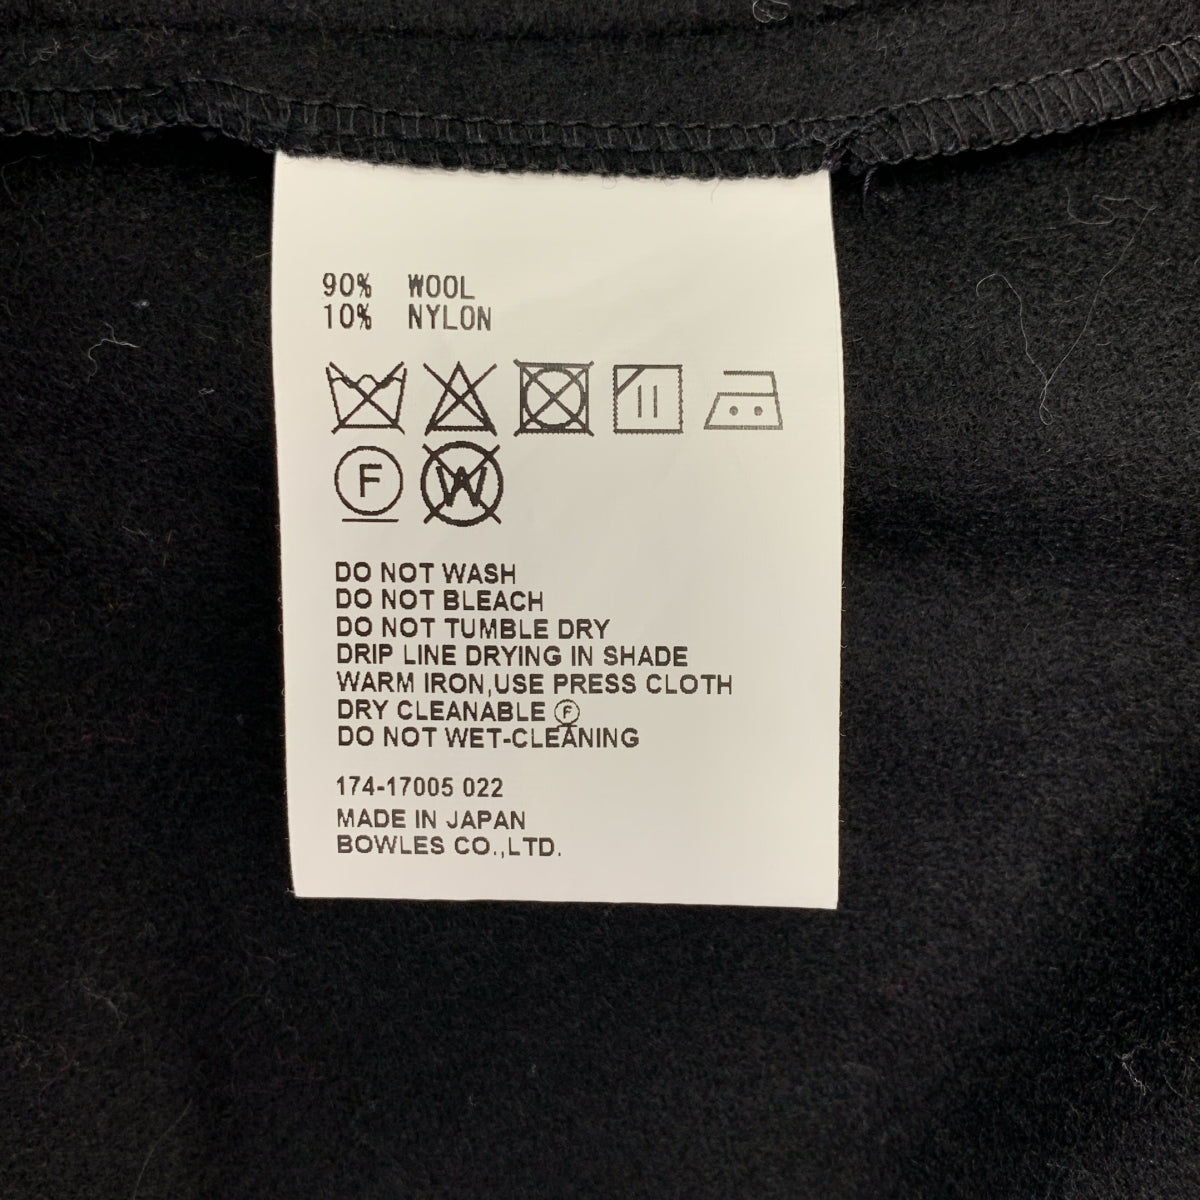 90% WOOL
10% NYLON
F W
DO NOT WASH
DO NOT BLEACH
DO NOT TUMBLE DRY
DRIP LINE DRYING IN SHADE
WARM IRON,USE PRESS CLOTH
DRY CLEANABLE Ⓕ
DO NOT WET-CLEANING
174-17005 022
MADE IN JAPAN
BOWLES CO.,LTD.